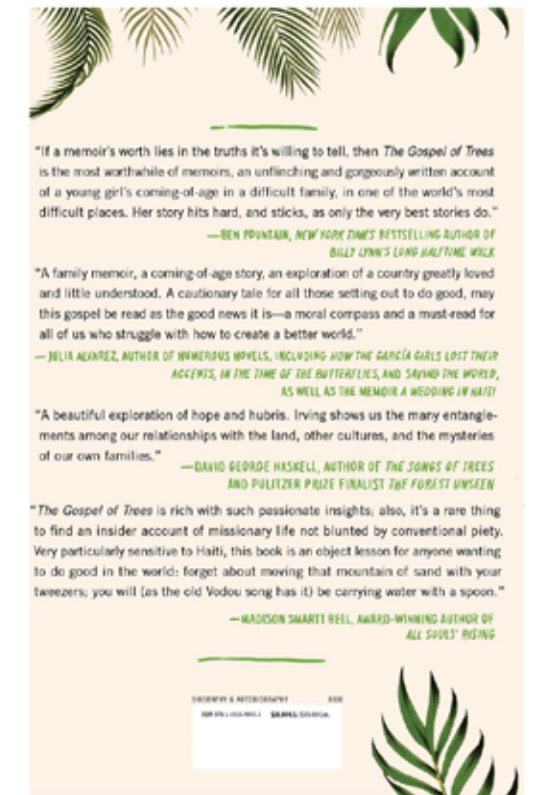 "If a memoir's worth lies in the truths it's willing to tell, then The Gospel of Trees
is the most worthwhile of memoirs, an unflinching and gorgeously written account
of a young girl's coming-of-age in a difficult family, in one of the world's most
difficult places. Her story hits hard, and sticks, as only the very best stories do."
—BEN FOUNTAIN, NEW YORK TIMES BESTSELLING AUTHOR OF
BILLY LYNN'S LONG HALFTIME WALK
"A family memoir, a coming-of-age story, an exploration of a country greatly loved
and little understood. A cautionary tale for all those setting out to do good, may
this gospel be read as the good news it is—a moral compass and a must-read for
all of us who struggle with how to create a better world."
—JULIA ALVAREZ, AUTHOR OF NUMEROUS NOVELS, INCLUDING HOW THE GARCÍA GIRLS LOST THEIR
ACCENTS, IN THE TIME OF THE BUTTERFLIES, AND SAVING THE WORLD,
AS WELL AS THE MEMOIR A WEDDING IN HAITI
"A beautiful exploration of hope and hubris. Irving shows us the many entangle-
ments among our relationships with the land, other cultures, and the mysteries
of our own families."
—DAVID GEORGE HASKELL, AUTHOR OF THE SONGS OF TREES
AND PULITZER PRIZE FINALIST THE FOREST UNSEEN
"The Gospel of Trees is rich with such passionate insights; also, it's a rare thing
to find an insider account of missionary life not blunted by conventional piety.
Very particularly sensitive to Haiti, this book is an object lesson for anyone wanting
to do good in the world: forget about moving that mountain of sand with your
tweezers; you will (as the old Vodou song has it) be carrying water with a spoon."
—MADISON SMARTT BELL, AWARD-WINNING AUTHOR OF
ALL SOULS' RISING
BIOGRAPHY & AUTOBIOGRAPHY